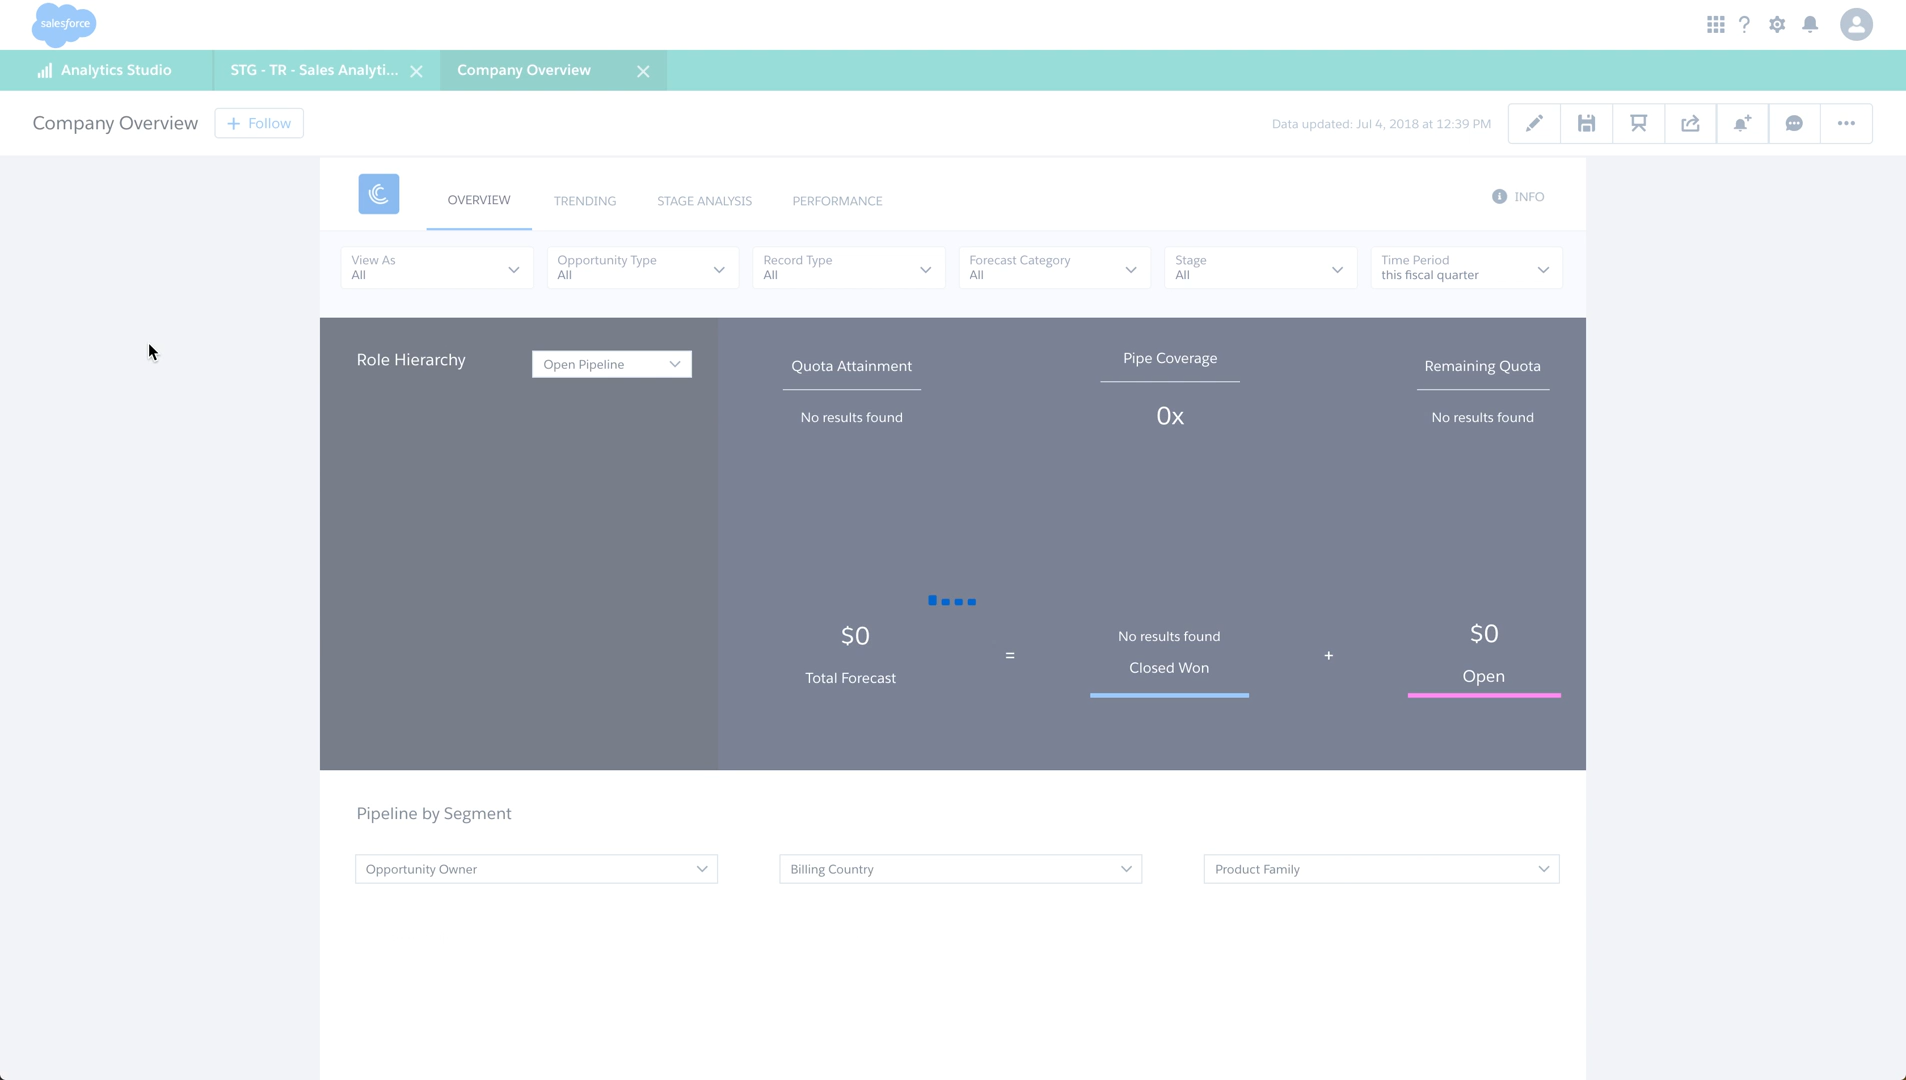 salesforce
Analytics Studio
STG - TR - Sales Analyti...
Company Overview
Company Overview
Follow
Data updated: Jul 4, 2018 at 12:39 PM
OVERVIEW
TRENDING
STAGE ANALYSIS
PERFORMANCE
INFO
View As
All
Opportunity Type
All
Record Type
All
Forecast Category
All
Stage
All
Time Period
this fiscal quarter
Role Hierarchy
Open Pipeline
Quota Attainment
No results found
Pipe Coverage
0x
Remaining Quota
No results found
$0
Total Forecast
=
No results found
Closed Won
+
$0
Open
Pipeline by Segment
Opportunity Owner
Billing Country
Product Family